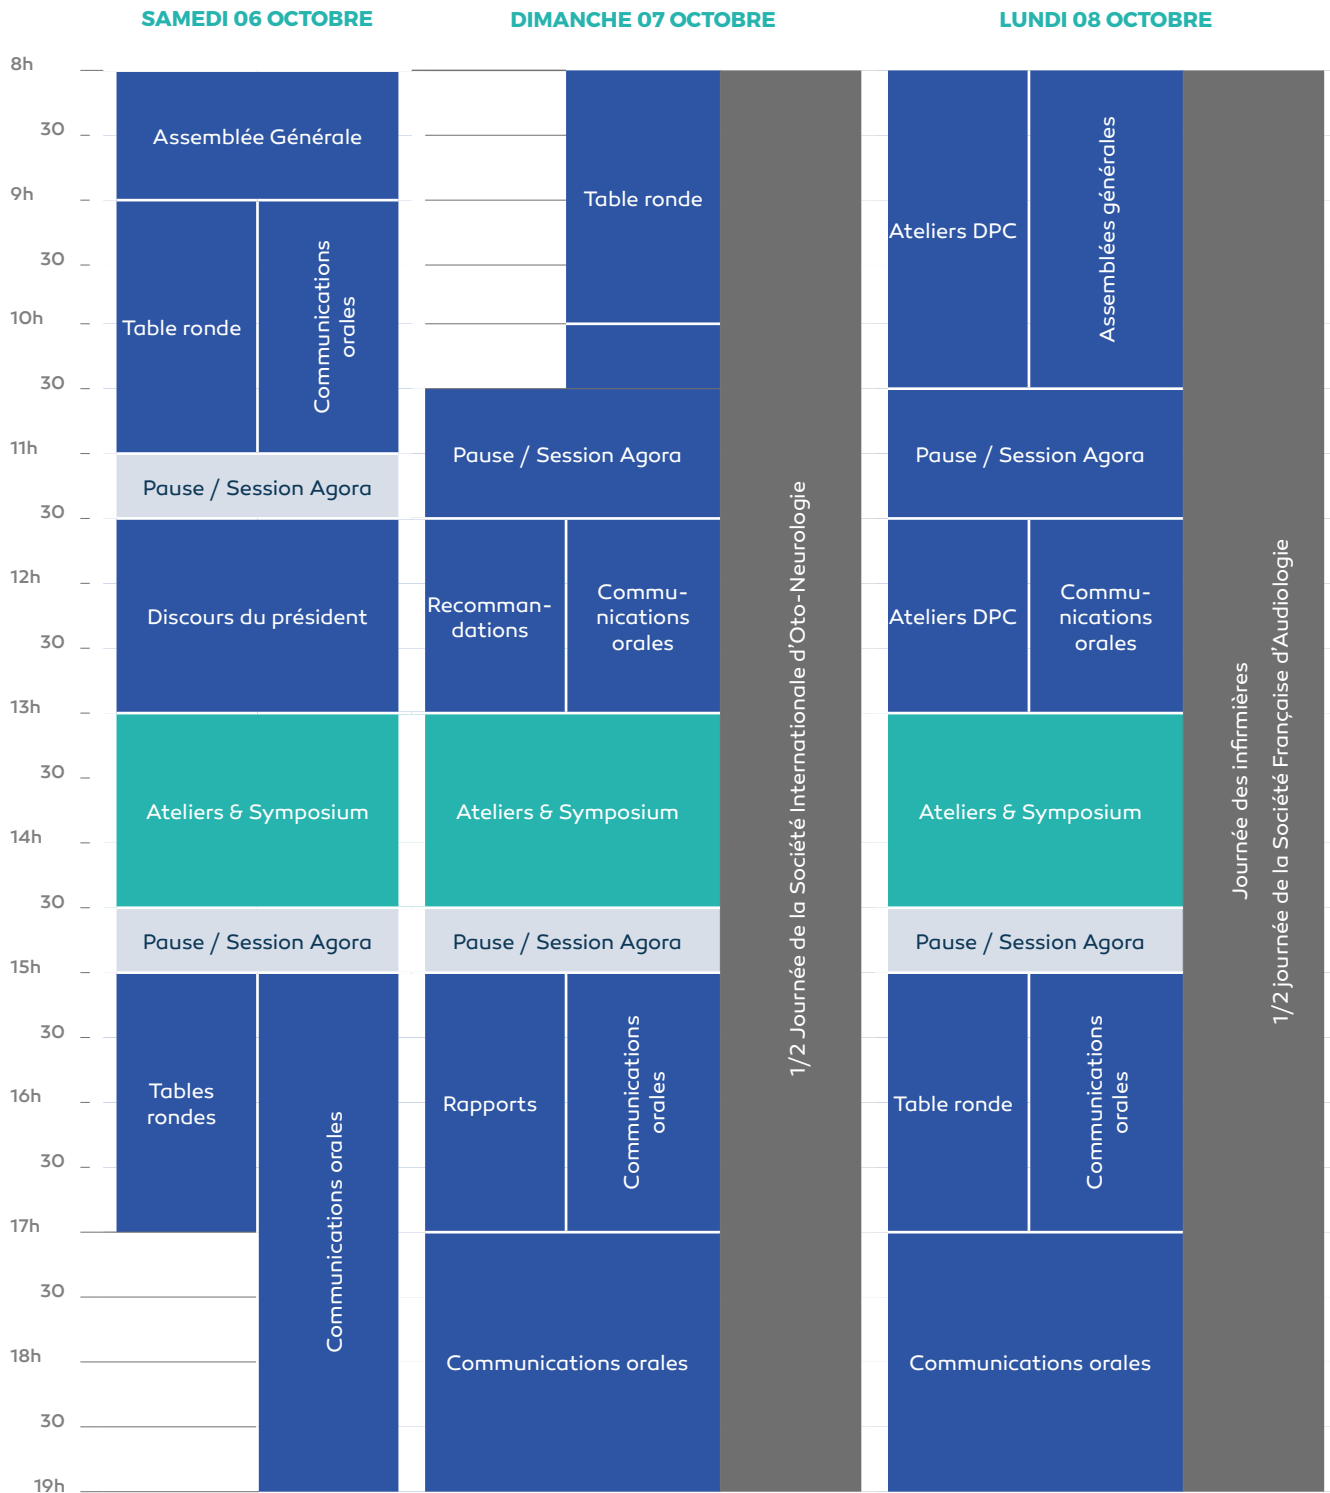 SAMEDI 06 OCTOBRE
DIMANCHE 07 OCTOBRE
LUNDI 08 OCTOBRE
8h
30
9h
30
10h
30
11h
30
12h
30
13h
30
14h
30
15h
30
16h
30
17h
30
18h
30
19h
Assemblée Générale
Table ronde
Communications
orales
Pause / Session Agora
Discours du président
Ateliers & Symposium
Pause / Session Agora
Tables
rondes
Communications orales
Table ronde
Pause / Session Agora
Recomman-
dations
Commu-
nications
orales
Ateliers & Symposium
Pause / Session Agora
Rapports
Communications
orales
Communications orales
1/2 Journée de la Société Internationale d'Oto-Neurologie
Ateliers DPC
Assemblées générales
Pause / Session Agora
Ateliers DPC
Commu-
nications
orales
Ateliers & Symposium
Pause / Session Agora
Table ronde
Communications
orales
Communications orales
Journée des infirmières
1/2 journée de la Société Française d'Audiologie